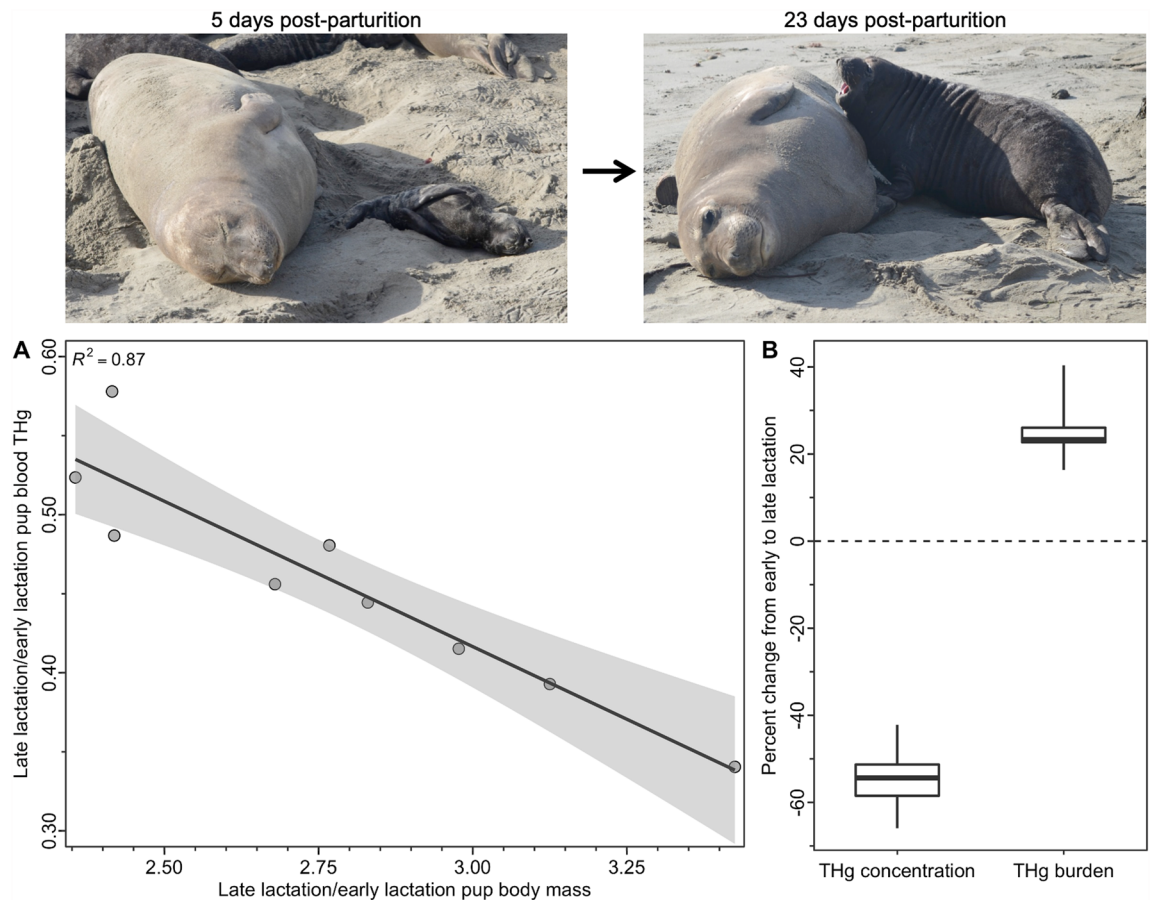 5 days post-parturition
23 days post-parturition
A
R² = 0.87
Late lactation/early lactation pup blood THg
0.60
0.50
0.40
0.30
2.50
2.75
3.00
3.25
Late lactation/early lactation pup body mass
B
Percent change from early to late lactation
40
20
0
-20
-40
-60
THg concentration
THg burden